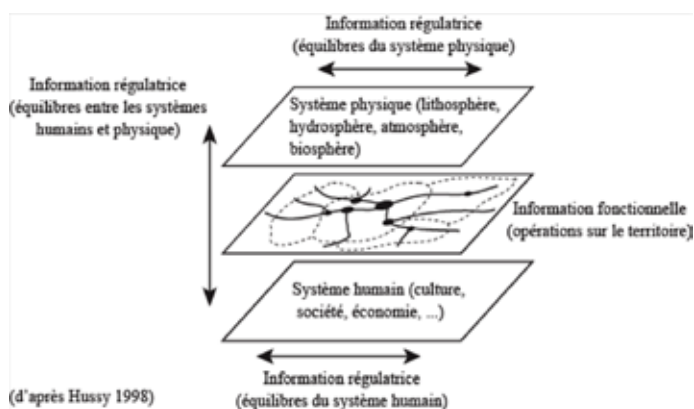 Information régulatrice
(équilibres du système physique)
Information régulatrice
(équilibres entre les systèmes
humains et physique)
Système physique (lithosphère,
hydrosphère, atmosphère,
biosphère)
Information fonctionnelle
(opérations sur le territoire)
Système humain (culture,
société, économie, ...)
Information régulatrice
(équilibres du système humain)
(d'après Hussy 1998)